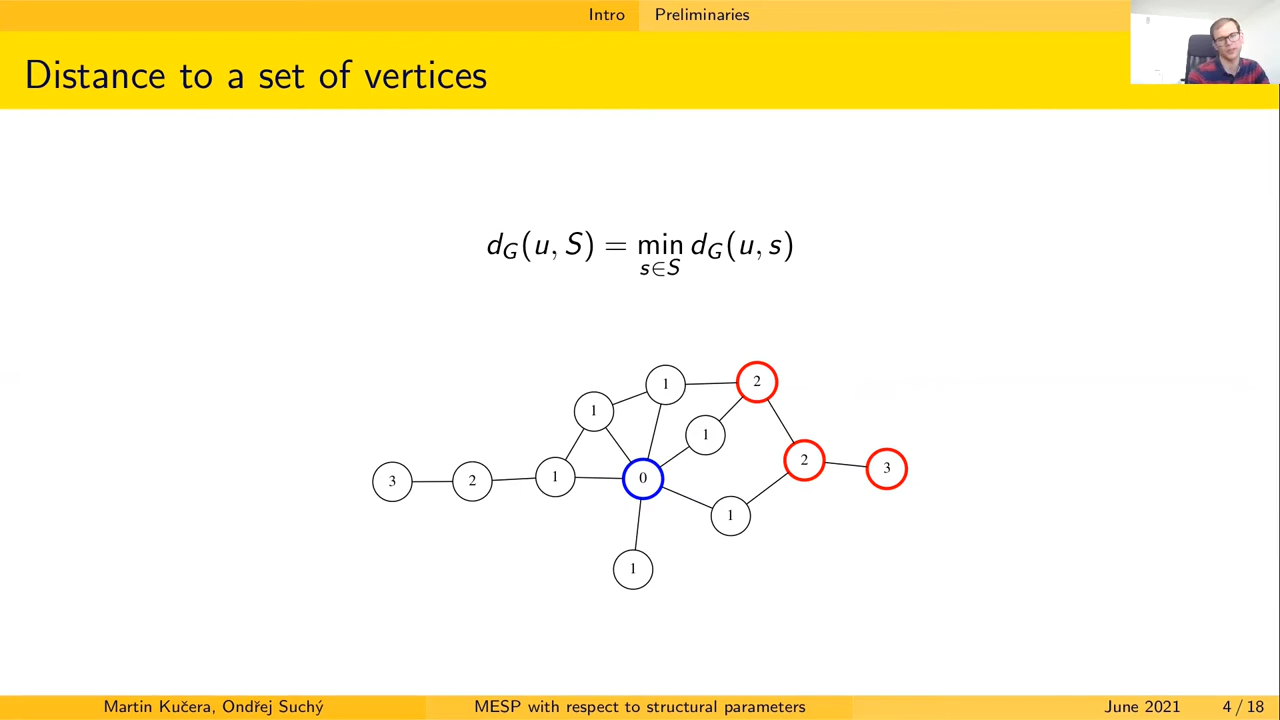 Intro Preliminaries
Distance to a set of vertices
d_G(u, S) = min_{s∈S} d_G(u, s)
1 2
1
1
3 2 1 0 2 3
1
1
Martin Kučera, Ondřej Suchý MESP with respect to structural parameters June 2021 4 / 18